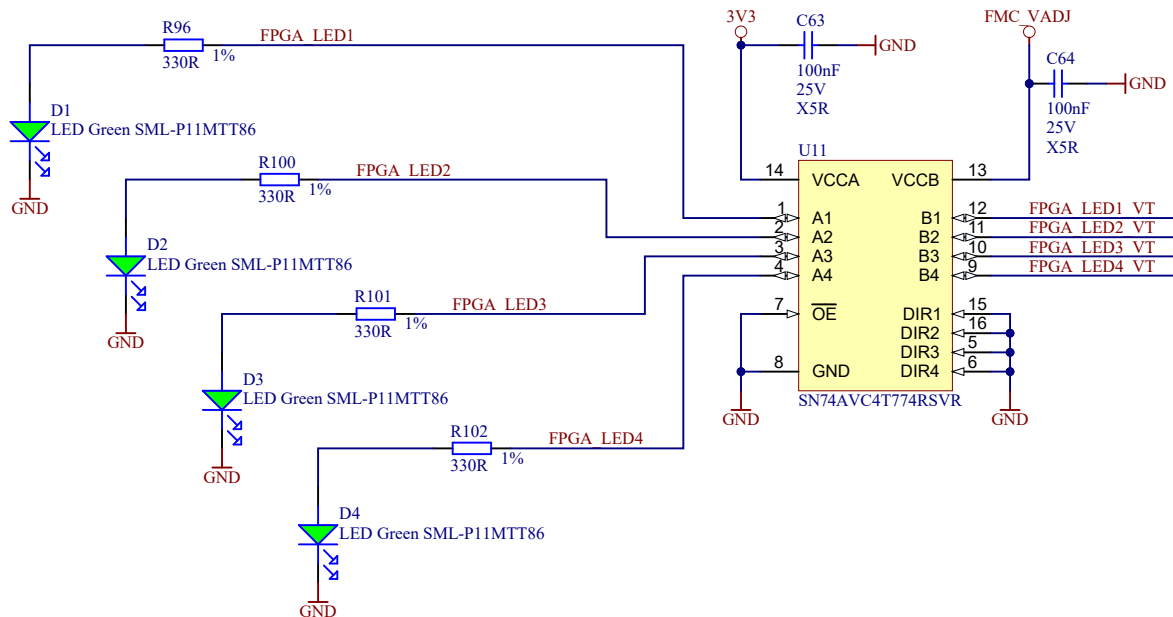 R96
330R
1%
FPGA_LED1
D1
LED Green SML-P11MTT86
GND
R100
330R
1%
FPGA_LED2
D2
LED Green SML-P11MTT86
GND
R101
330R
1%
FPGA_LED3
D3
LED Green SML-P11MTT86
GND
R102
330R
1%
FPGA_LED4
D4
LED Green SML-P11MTT86
GND
3V3
C63
GND
100nF
25V
X5R
FMC_VADJ
C64
GND
100nF
25V
X5R
U11
14 VCCA VCCB 13
1 A1 B1 12 FPGA_LED1_VT
2 A2 B2 11 FPGA_LED2_VT
3 A3 B3 10 FPGA_LED3_VT
4 A4 B4 9 FPGA_LED4_VT
7 OE DIR1 15
DIR2 16
DIR3 5
8 GND DIR4 6
SN74AVC4T774RSVR
GND
GND